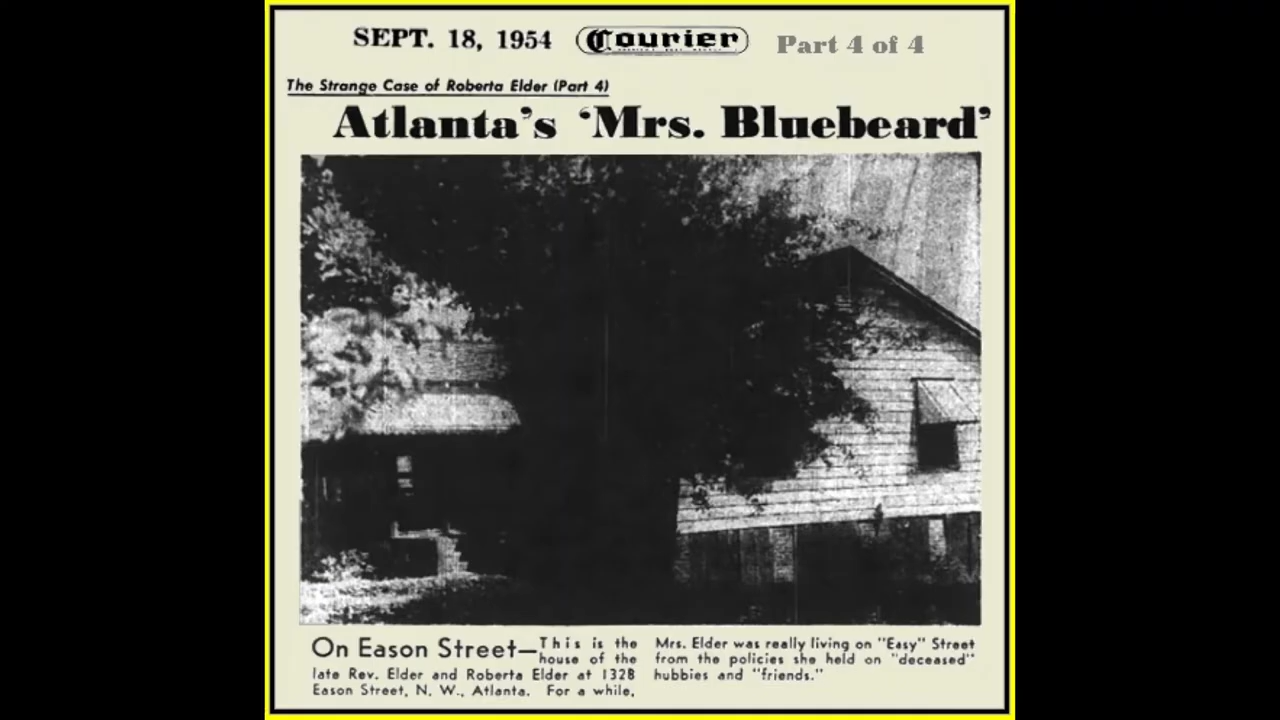 SEPT. 18, 1954 Courier Part 4 of 4
The Strange Case of Roberta Elder (Part 4)
Atlanta's 'Mrs. Bluebeard'
On Eason Street—This is the
house of the
late Rev. Elder and Roberta Elder at 1328
Eason Street, N. W., Atlanta. For a while,
Mrs. Elder was really living on "Easy" Street
from the policies she held on "deceased"
hubbies and "friends."